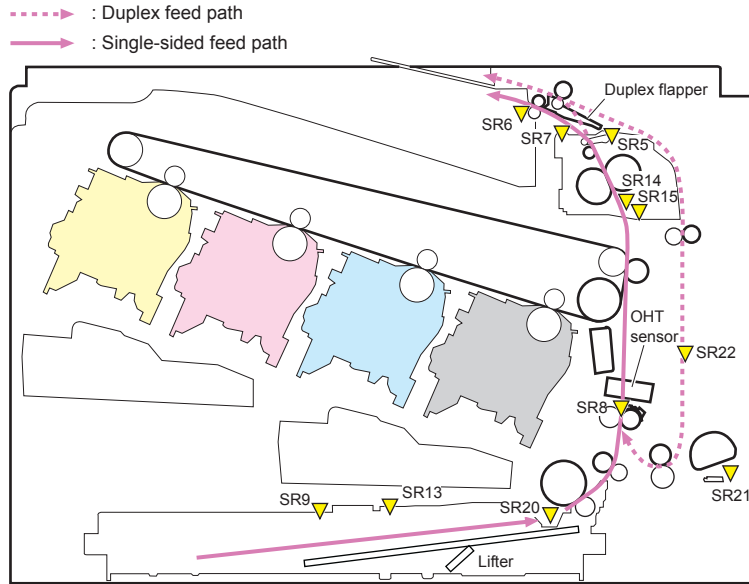 : Duplex feed path
: Single-sided feed path
Duplex flapper
SR6
SR7
SR5
SR14
SR15
OHT
sensor
SR22
SR8
SR21
SR9
SR13
SR20
Lifter